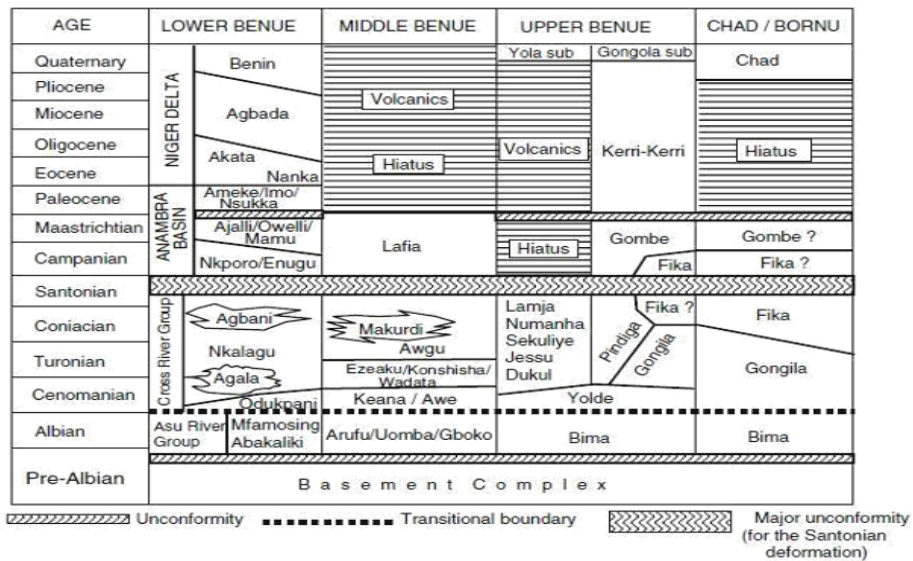 AGE LOWER BENUE MIDDLE BENUE UPPER BENUE CHAD / BORNU
Yola sub Gongola sub
Quaternary
Pliocene
Miocene
Oligocene
Eocene
Paleocene
Maastrichtian
Campanian
Santonian
Coniacian
Turonian
Cenomanian
Albian
Pre-Albian
NIGER DELTA
Benin
Agbada
Akata
Nanka
ANAMBRA
BASIN
Ameke/Imo/
Nsukka
Ajalli/Owelli/
Mamu
Nkporo/Enugu
Cross River Group
Agbani
Nkalagu
Agala
Odukpani
Asu River
Group
Mfamosing
Abakaliki
Volcanics
Hiatus
Lafia
Makurdi
Awgu
Ezeaku/Konshisha/
Wadata
Keana / Awe
Arufu/Uomba/Gboko
Volcanics
Hiatus
Lamja
Numanha
Sekuliye
Jessu
Dukul
Kerri-Kerri
Gombe
Fika
Fika ?
Pindiga
Gongila
Yolde
Bima
Chad
Hiatus
Gombe ?
Fika ?
Fika
Gongila
Bima
Basement Complex
Unconformity
Transitional boundary
Major unconformity
(for the Santonian
deformation)